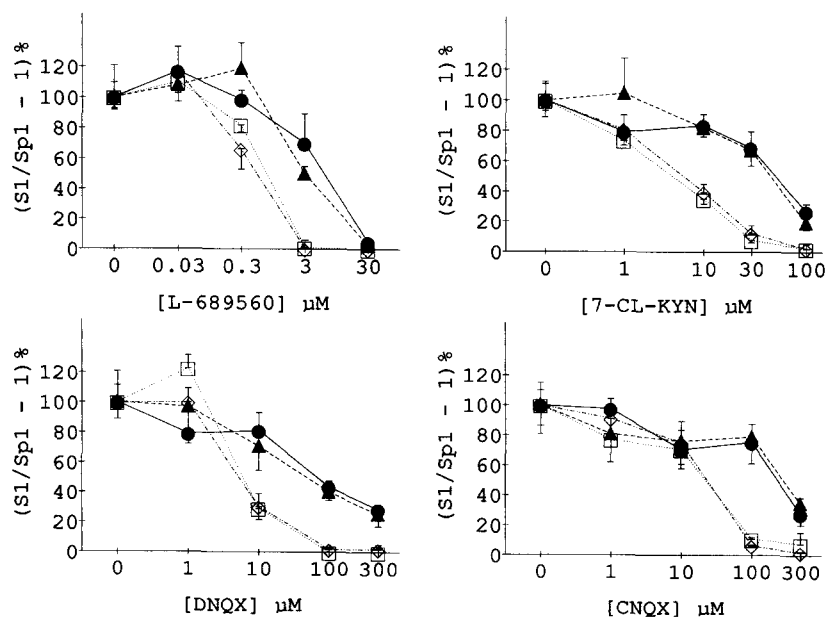 (S1/Sp1 - 1)%
120
100
80
60
40
20
0
0 0.03 0.3 3 30
[L-689560] µM
(S1/Sp1 - 1)%
120
100
80
60
40
20
0
0 1 10 30 100
[7-CL-KYN] µM
(S1/Sp1 - 1)%
120
100
80
60
40
20
0
0 1 10 100 300
[DNQX] µM
(S1/Sp1 - 1)%
120
100
80
60
40
20
0
0 1 10 100 300
[CNQX] µM